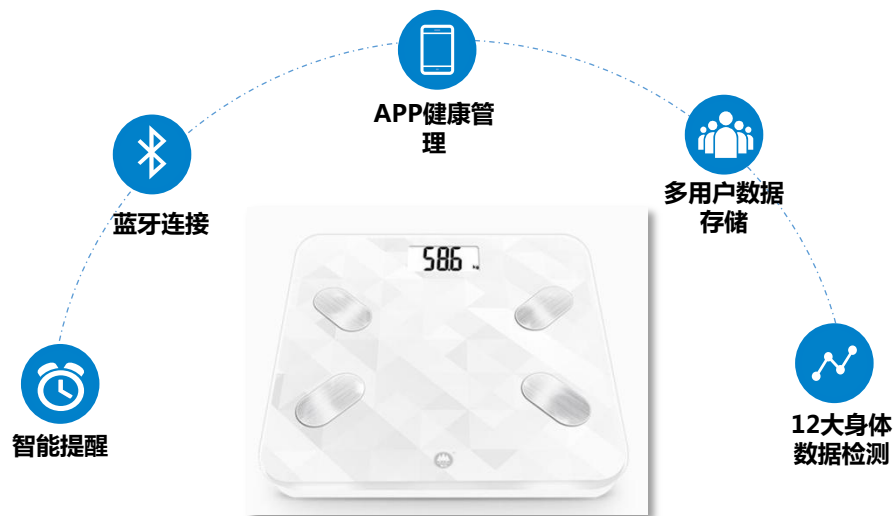 APP健康管
理
多用户数据
存储
蓝牙连接
58.6
智能提醒
12大身体
数据检测